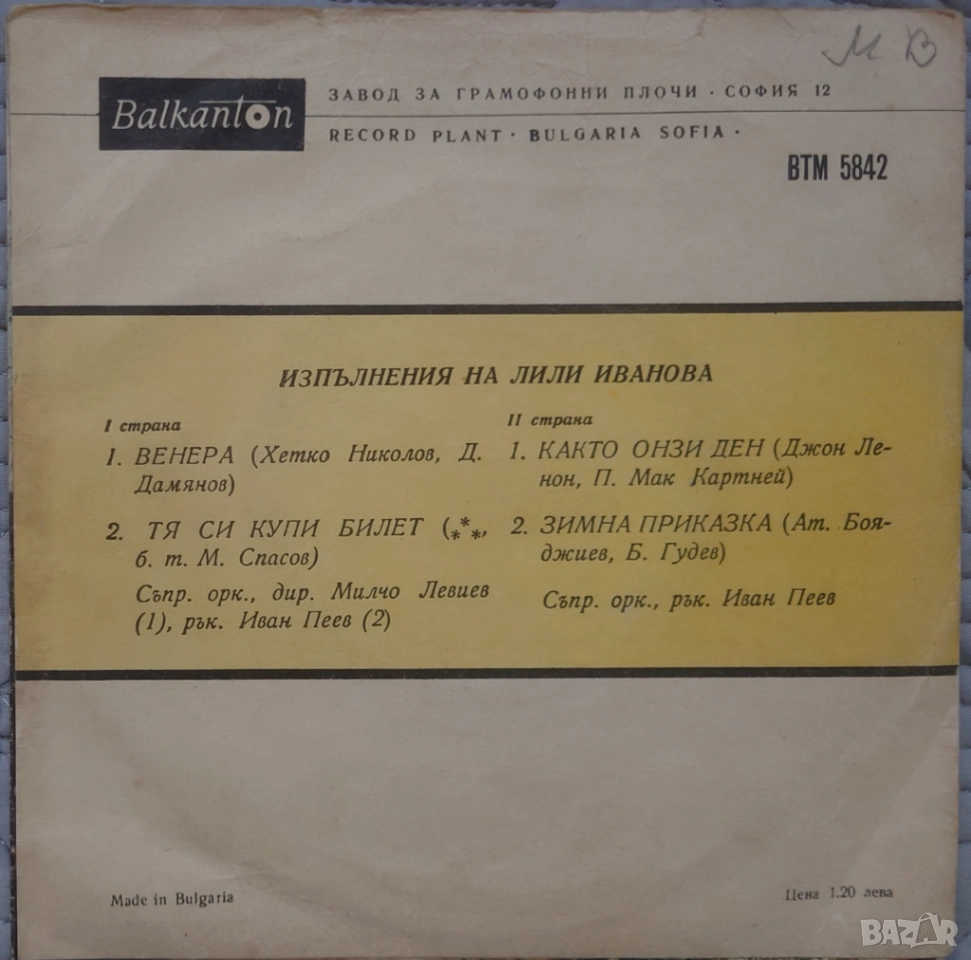 М В
Balkanton
ЗАВОД ЗА ГРАМОФОННИ ПЛОЧИ · СОФИЯ 12
RECORD PLANT · BULGARIA SOFIA ·
ВТМ 5842
ИЗПЪЛНЕНИЯ НА ЛИЛИ ИВАНОВА
I страна
1. ВЕНЕРА (Хетко Николов, Д.
Дамянов)
2. ТЯ СИ КУПИ БИЛЕТ (***,
б. т. М. Спасов)
Съпр. орк., дир. Милчо Левиев
(1), рък. Иван Пеев (2)
II страна
1. КАКТО ОНЗИ ДЕН (Джон Ле-
нон, П. Мак Картней)
2. ЗИМНА ПРИКАЗКА (Ат. Боя-
джиев, Б. Гудев)
Съпр. орк., рък. Иван Пеев
Made in Bulgaria
Цена 1.20 лева
BAZAR